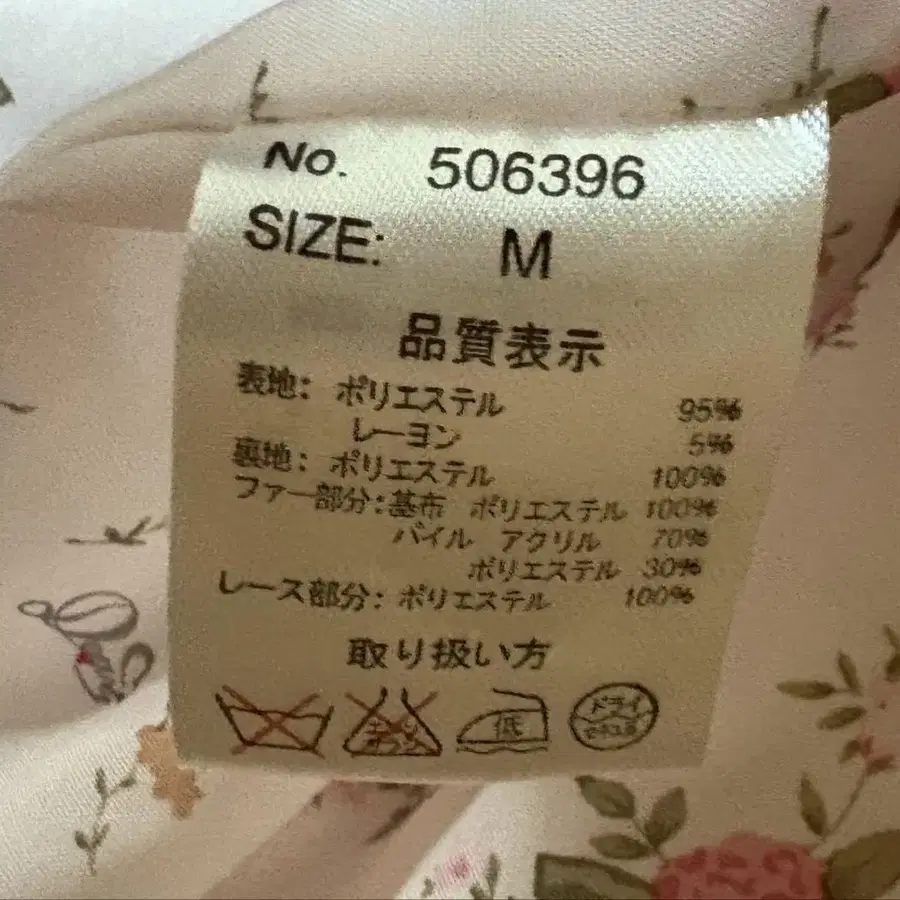 No. 506396
SIZE: M
品質表示
表地: ポリエステル 95%
レーヨン 5%
裏地: ポリエステル 100%
ファー部分: 基布 ポリエステル 100%
パイル アクリル 70%
ポリエステル 30%
レース部分: ポリエステル 100%
取り扱い方
低 ドライ